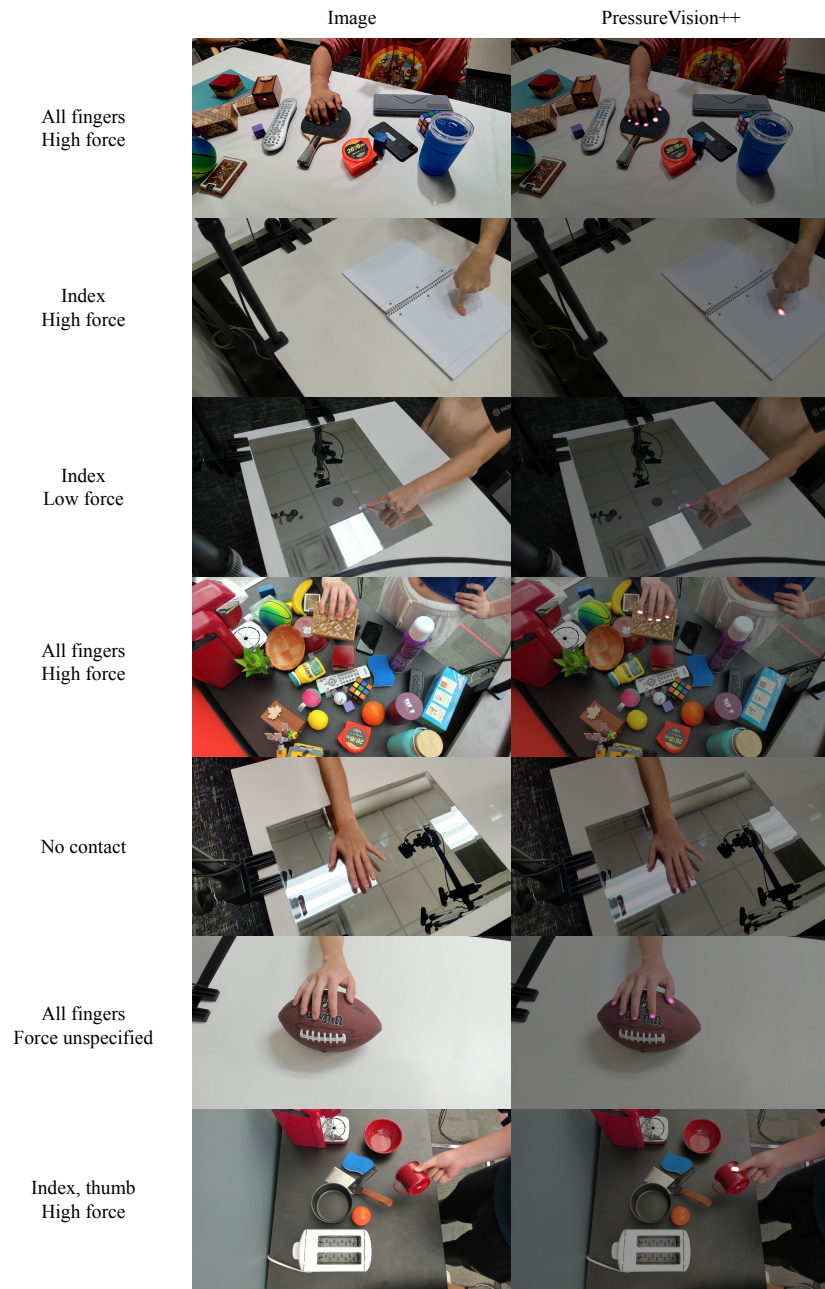 Image
PressureVision++
All fingers
High force
Index
High force
Index
Low force
All fingers
High force
No contact
All fingers
Force unspecified
Index, thumb
High force